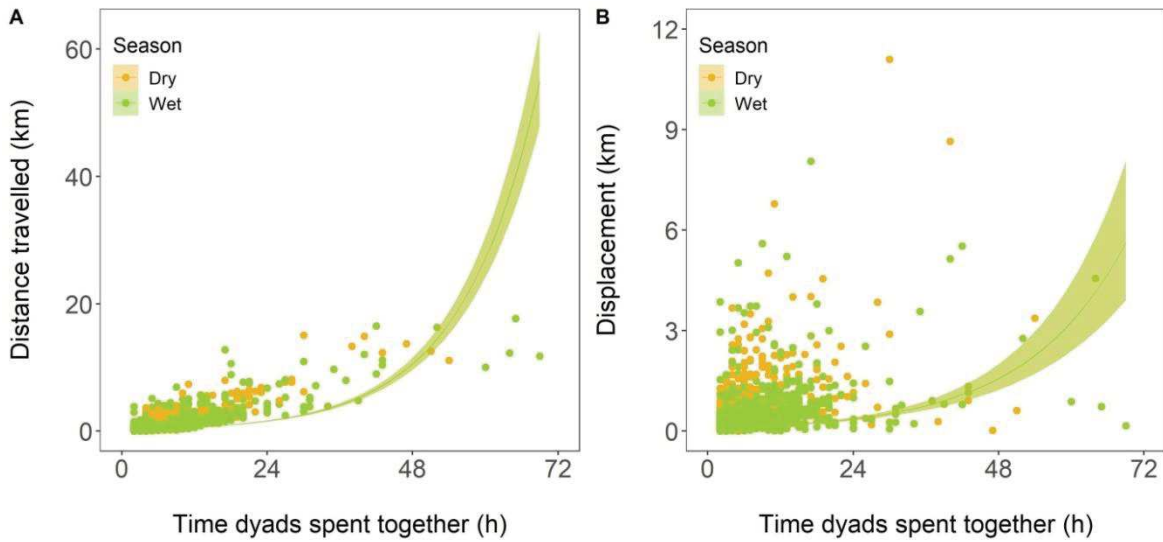 A
Distance travelled (km)
60
40
20
0
Season
Dry
Wet
0 24 48 72
Time dyads spent together (h)
B
Displacement (km)
12
9
6
3
0
Season
Dry
Wet
0 24 48 72
Time dyads spent together (h)